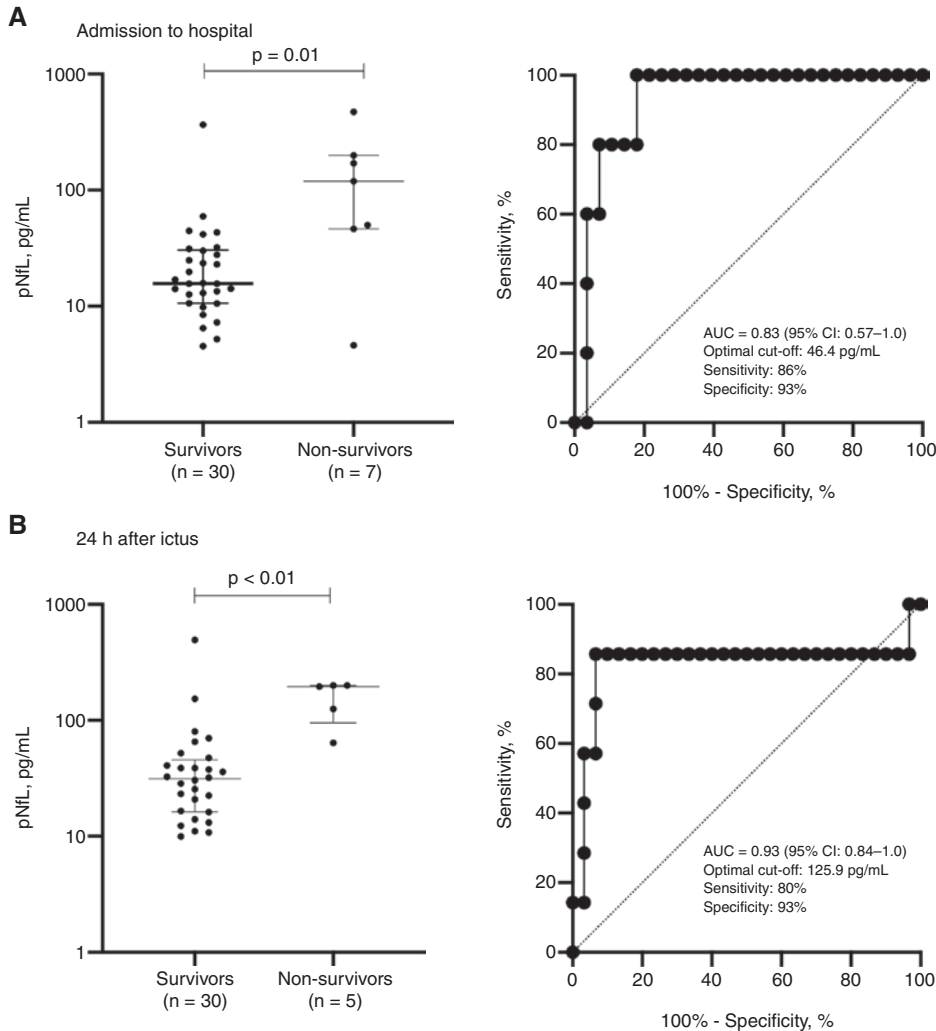 A
Admission to hospital
p = 0.01
1000
100
10
1
pNfL, pg/mL
Survivors
(n = 30)
Non-survivors
(n = 7)
100
80
60
40
20
0
Sensitivity, %
AUC = 0.83 (95% CI: 0.57–1.0)
Optimal cut-off: 46.4 pg/mL
Sensitivity: 86%
Specificity: 93%
0 20 40 60 80 100
100% - Specificity, %
B
24 h after ictus
p < 0.01
1000
100
10
1
pNfL, pg/mL
Survivors
(n = 30)
Non-survivors
(n = 5)
100
80
60
40
20
0
Sensitivity, %
AUC = 0.93 (95% CI: 0.84–1.0)
Optimal cut-off: 125.9 pg/mL
Sensitivity: 80%
Specificity: 93%
0 20 40 60 80 100
100% - Specificity, %